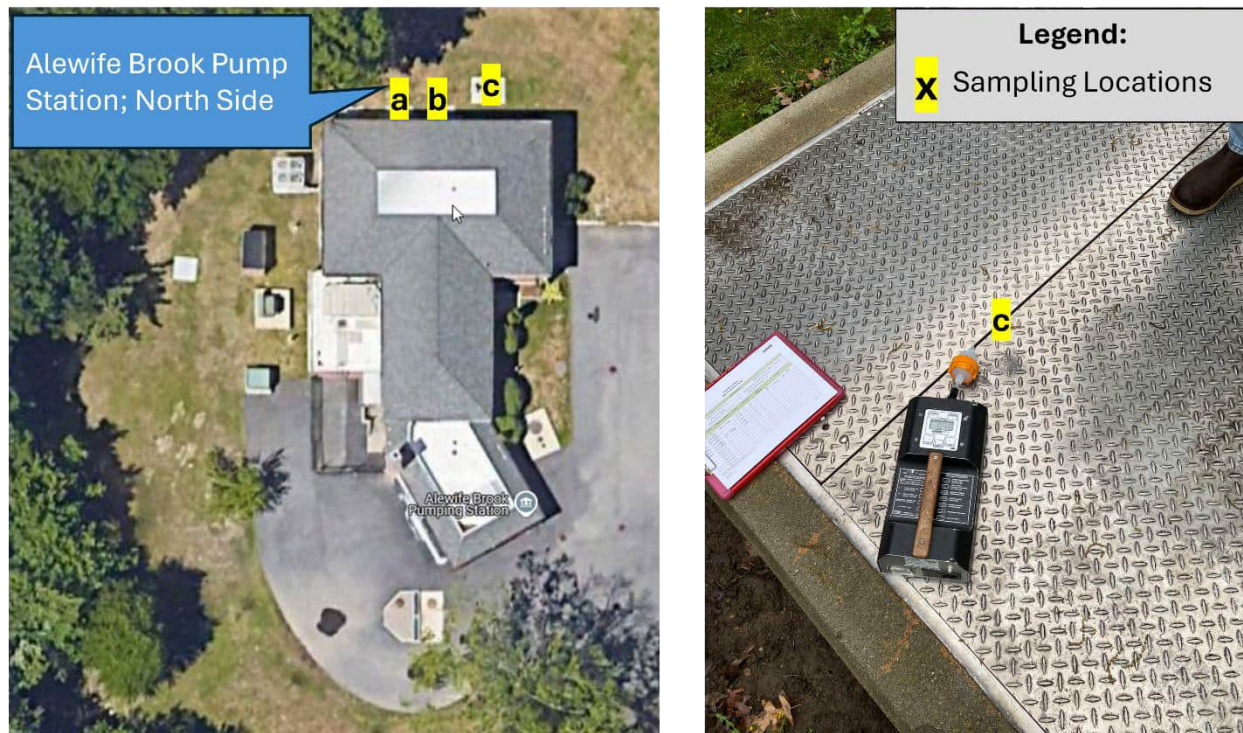 Alewife Brook Pump
Station; North Side
a
b
c
Alewife Brook
Pumping Station
Legend:
x Sampling Locations
c